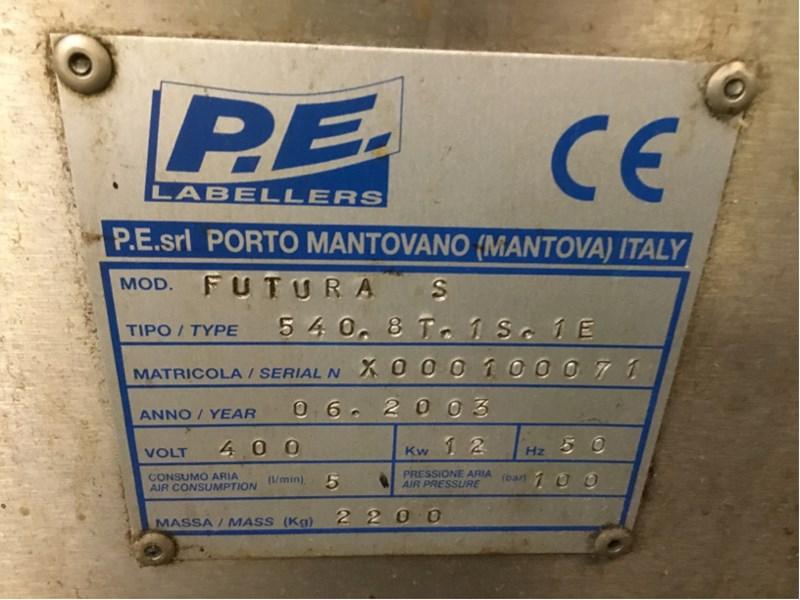 P.E.
LABELLERS
CE
P.E.srl PORTO MANTOVANO (MANTOVA) ITALY
MOD. FUTURA S
TIPO / TYPE 540.8T.1S.1E
MATRICOLA / SERIAL N X000100071
ANNO / YEAR 06.2003
VOLT 400 Kw 12 Hz 50
CONSUMO ARIA AIR CONSUMPTION (l/min) 5 PRESSIONE ARIA AIR PRESSURE (bar) 100
MASSA / MASS (Kg) 2200